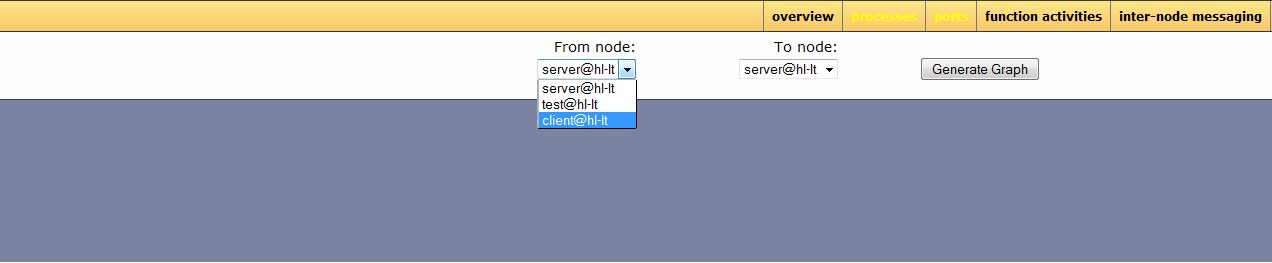 overview processes ports function activities inter-node messaging
From node: To node:
server@hl-lt server@hl-lt Generate Graph
server@hl-lt
test@hl-lt
client@hl-lt